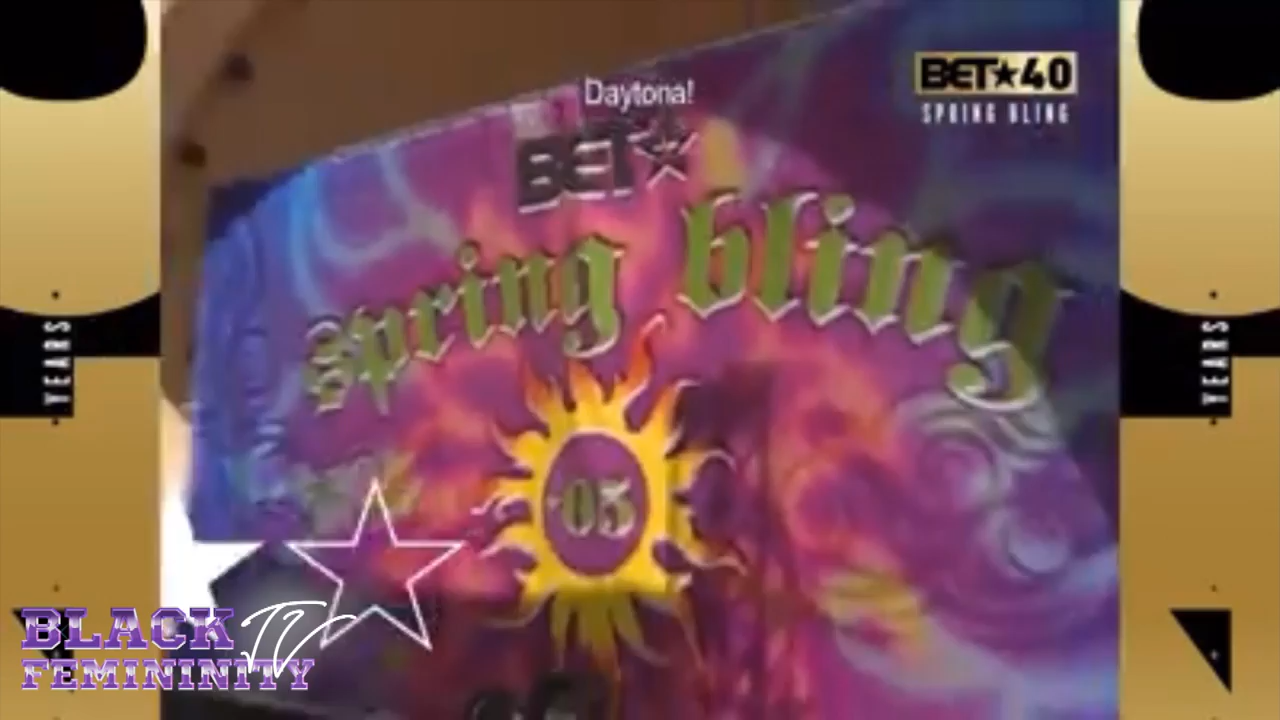 BET★40
SPRING BLING
Daytona!
BET★
spring bling
'05
YEARS
YEARS
BLACK TV
FEMININITY